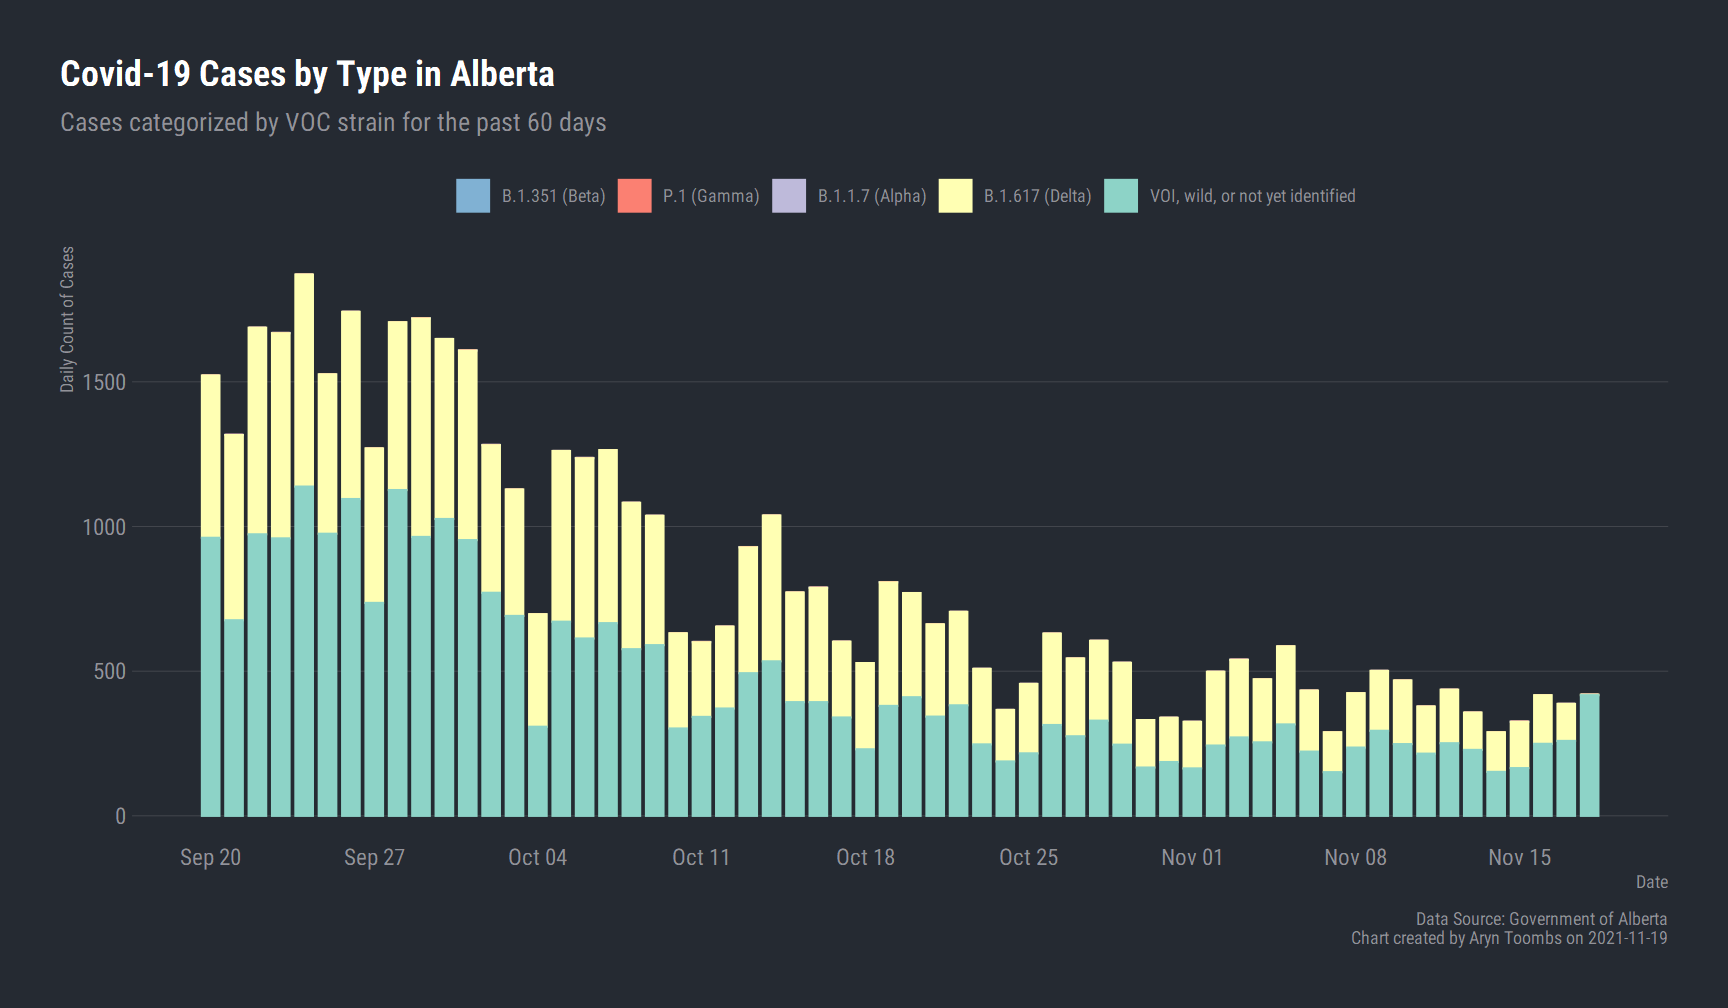 Covid-19 Cases by Type in Alberta
Cases categorized by VOC strain for the past 60 days
B.1.351 (Beta) P.1 (Gamma) B.1.1.7 (Alpha) B.1.617 (Delta) VOI, wild, or not yet identified
Daily Count of Cases
1500
1000
500
0
Sep 20 Sep 27 Oct 04 Oct 11 Oct 18 Oct 25 Nov 01 Nov 08 Nov 15
Date
Data Source: Government of Alberta
Chart created by Aryn Toombs on 2021-11-19